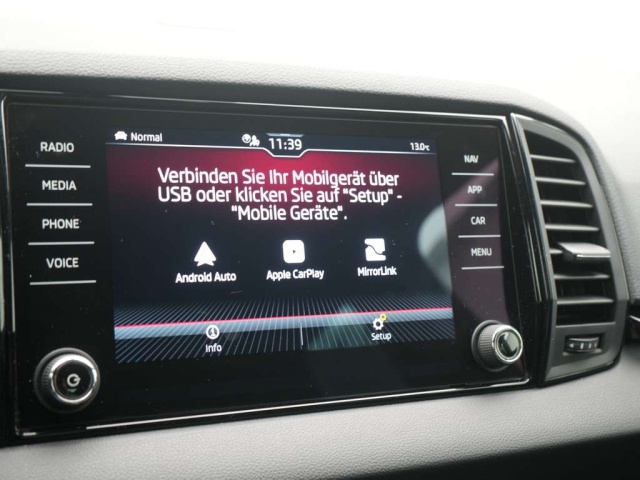 Normal
11:39
13.0°C
RADIO
MEDIA
PHONE
VOICE
NAV
APP
CAR
MENU
Verbinden Sie Ihr Mobilgerät über
USB oder klicken Sie auf "Setup" -
"Mobile Geräte".
Android Auto
Apple CarPlay
MirrorLink
Info
Setup